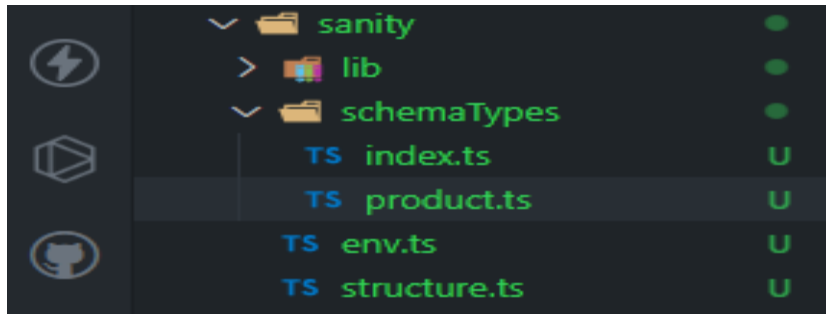 sanity
lib
schemaTypes
TS index.ts U
TS product.ts U
TS env.ts U
TS structure.ts U